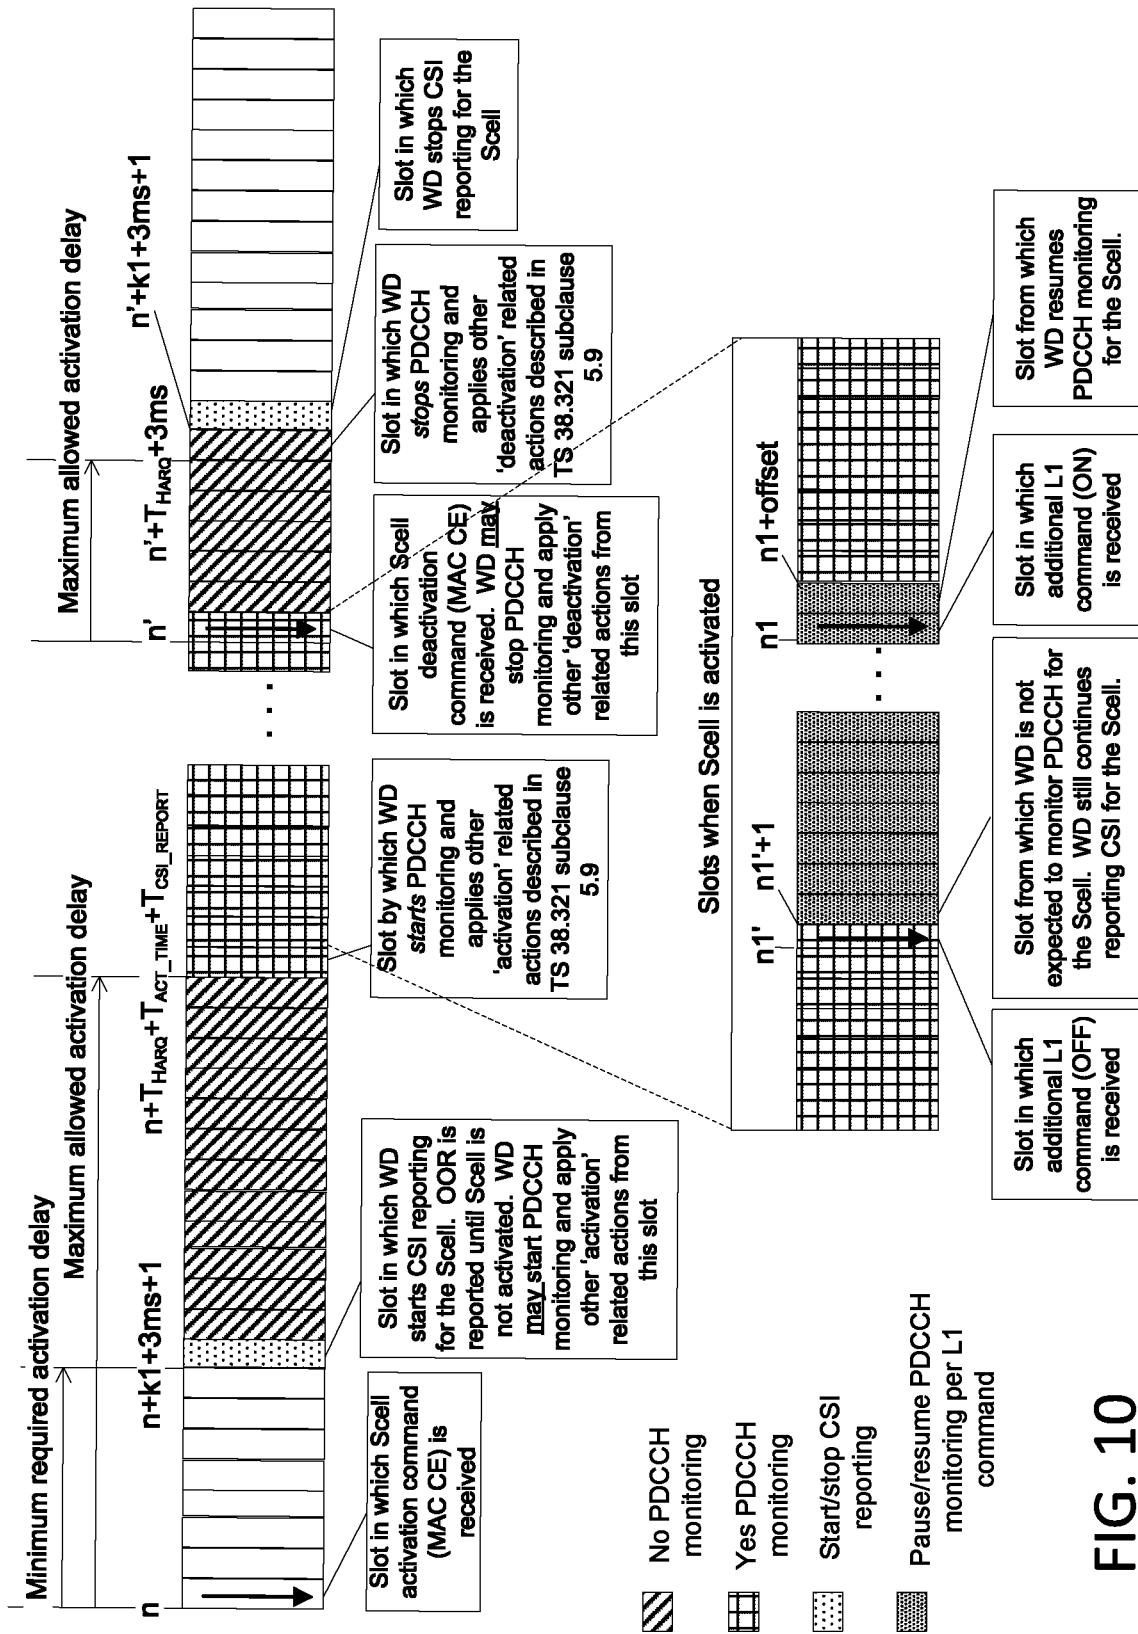 Minimum required activation delay
Maximum allowed activation delay
Maximum allowed activation delay
n
n+k1+3ms+1
n+T_HARQ+T_ACT_TIME+T_CSI_REPORT
n'
n'+T_HARQ+3ms
n'+k1+3ms+1
. . .
Slot in which Scell
activation command
(MAC CE) is
received
Slot in which WD
starts CSI reporting
for the Scell. OOR is
reported until Scell is
not activated. WD
may start PDCCH
monitoring and apply
other 'activation'
related actions from
this slot
Slot by which WD
starts PDCCH
monitoring and
applies other
'activation' related
actions described in
TS 38.321 subclause
5.9
Slot in which Scell
deactivation
command (MAC CE)
is received. WD may
stop PDCCH
monitoring and apply
other 'deactivation'
related actions from
this slot
Slot in which WD
stops PDCCH
monitoring and
applies other
'deactivation' related
actions described in
TS 38.321 subclause
5.9
Slot in which
WD stops CSI
reporting for the
Scell
Slots when Scell is activated
n1'
n1'+1
. . .
n1
n1+offset
Slot in which
additional L1
command (OFF)
is received
Slot from which WD is not
expected to monitor PDCCH for
the Scell. WD still continues
reporting CSI for the Scell.
Slot in which
additional L1
command (ON)
is received
Slot from which
WD resumes
PDCCH monitoring
for the Scell.
No PDCCH
monitoring
Yes PDCCH
monitoring
Start/stop CSI
reporting
Pause/resume PDCCH
monitoring per L1
command
FIG. 10